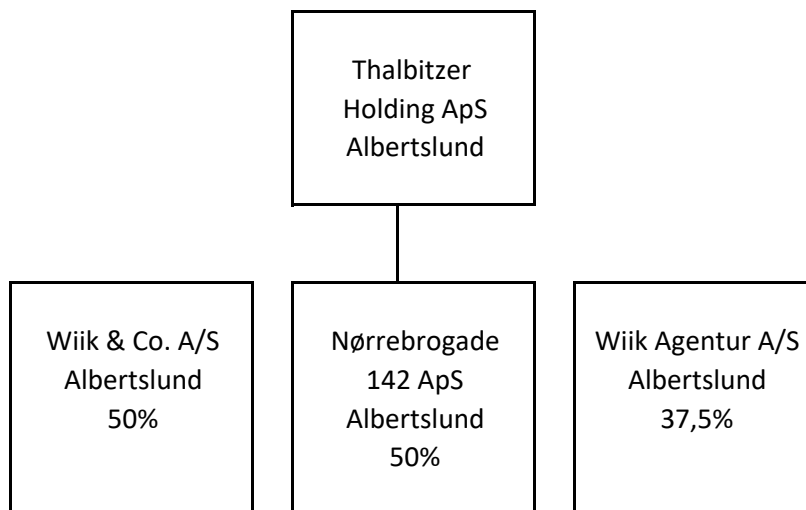 Thalbitzer
Holding ApS
Albertslund
Wiik & Co. A/S
Albertslund
50%
Nørrebrogade
142 ApS
Albertslund
50%
Wiik Agentur A/S
Albertslund
37,5%